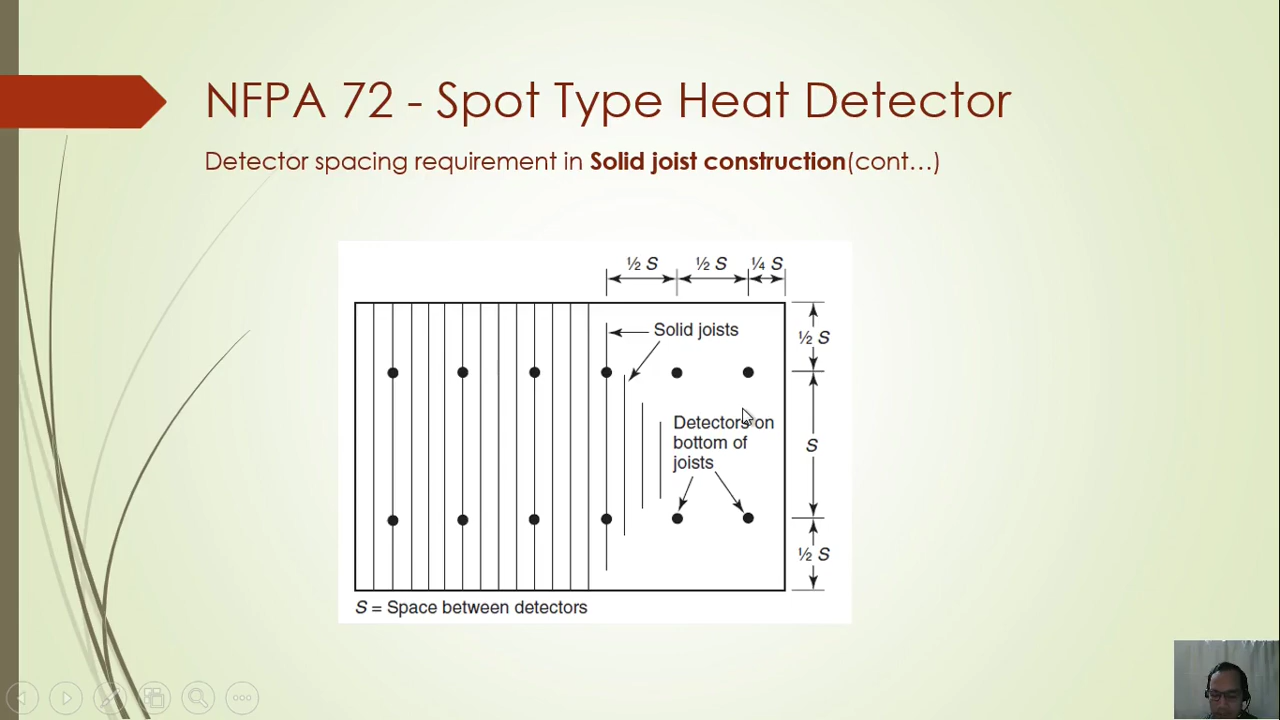 NFPA 72 - Spot Type Heat Detector
Detector spacing requirement in Solid joist construction(cont...)
½ S ½ S ¼ S
Solid joists
½ S
Detectors on
bottom of
joists
S
½ S
S = Space between detectors